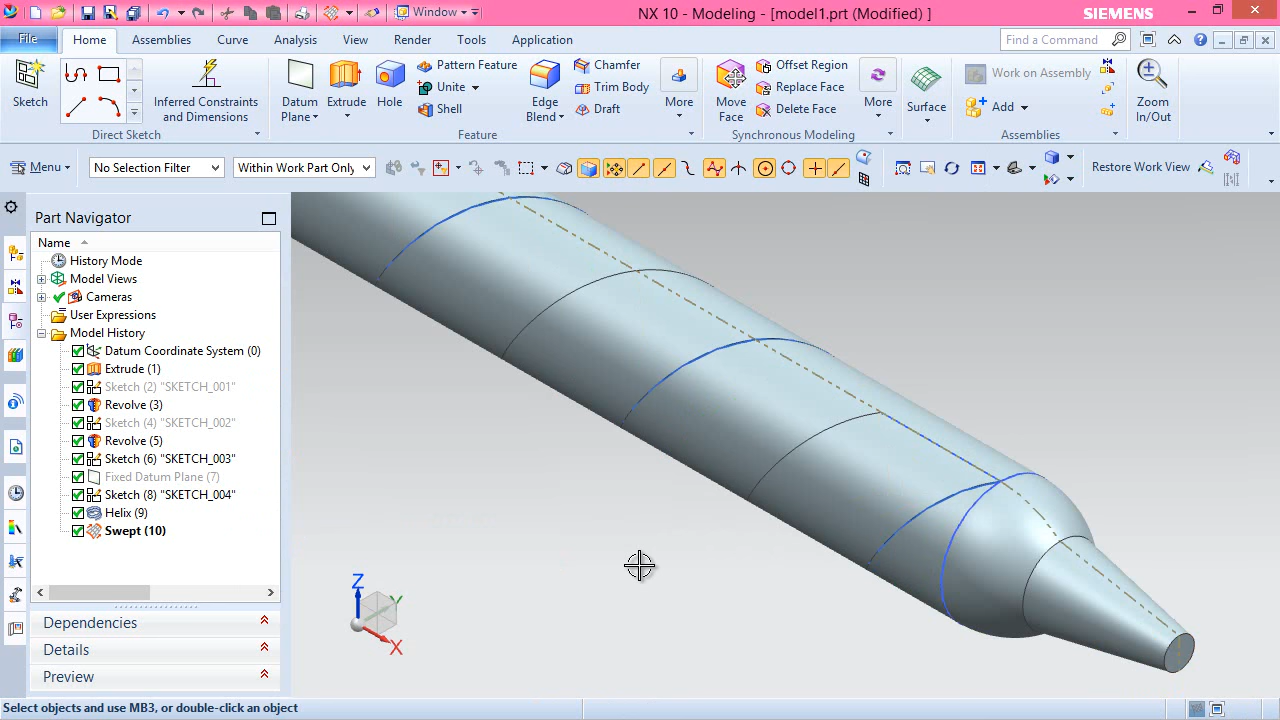 Window
NX 10 - Modeling - [model1.prt (Modified) ]
SIEMENS
File
Home
Assemblies
Curve
Analysis
View
Render
Tools
Application
Find a Command
Sketch
Inferred Constraints
and Dimensions
Direct Sketch
Datum
Plane
Extrude
Hole
Pattern Feature
Unite
Shell
Edge
Blend
Chamfer
Trim Body
Draft
More
Feature
Move
Face
Offset Region
Replace Face
Delete Face
More
Synchronous Modeling
Surface
Work on Assembly
Add
Assemblies
Zoom
In/Out
Menu
No Selection Filter
Within Work Part Only
Restore Work View
Part Navigator
Name
History Mode
Model Views
Cameras
User Expressions
Model History
Datum Coordinate System (0)
Extrude (1)
Sketch (2) "SKETCH_001"
Revolve (3)
Sketch (4) "SKETCH_002"
Revolve (5)
Sketch (6) "SKETCH_003"
Fixed Datum Plane (7)
Sketch (8) "SKETCH_004"
Helix (9)
Swept (10)
Dependencies
Details
Preview
Z
Y
X
Select objects and use MB3, or double-click an object